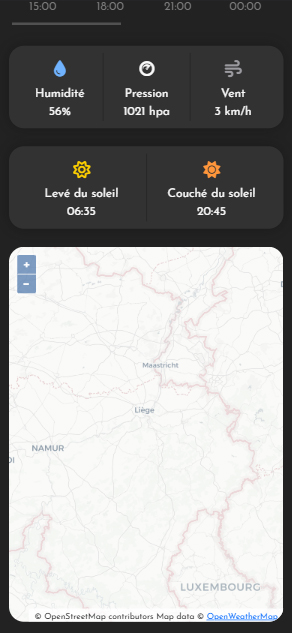 15:00 18:00 21:00 00:00
Humidité Pression Vent
56% 1021 hpa 3 km/h
Levé du soleil Couché du soleil
06:35 20:45
+
-
Maastricht
Liège
NAMUR
OI
LUXEMBOURG
© OpenStreetMap contributors Map data © OpenWeatherMap